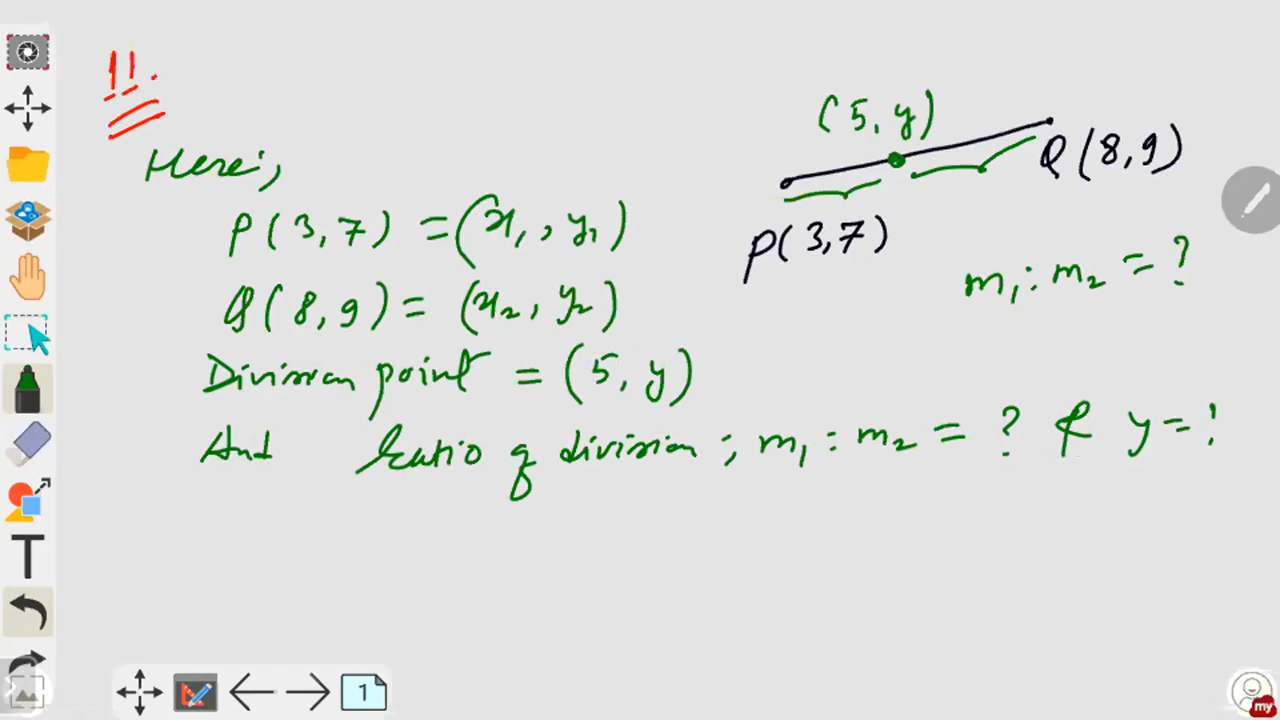 11.
(5, y)
Q(8,9)
P(3,7)
m₁ : m₂ = ?
Here,
P(3,7) = (x₁, y₁)
Q(8,9) = (x₂, y₂)
Division point = (5, y)
And ratio of division ; m₁ : m₂ = ? & y = ?
T
1
my